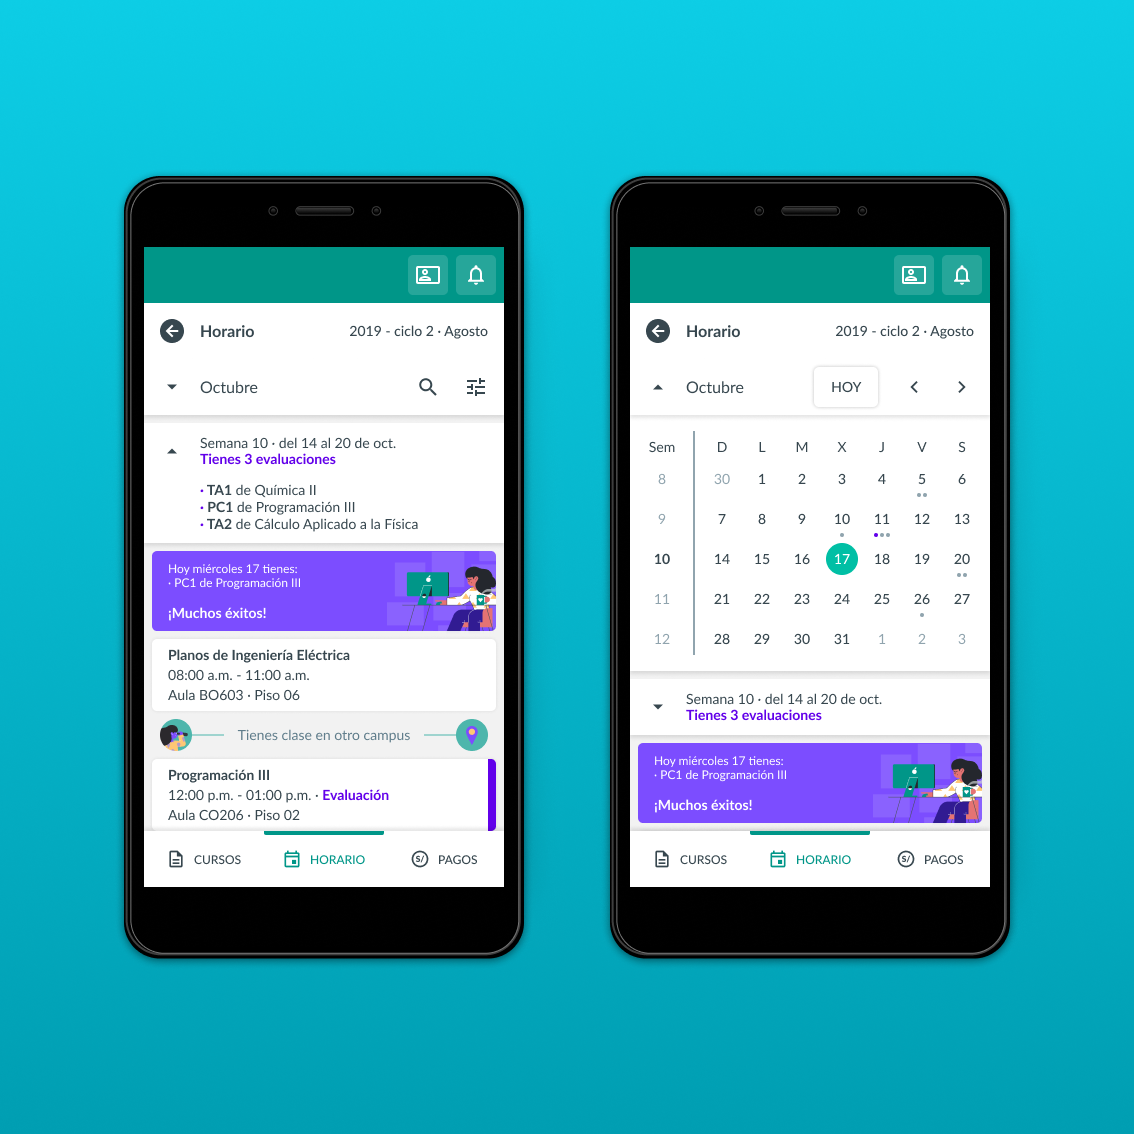 Horario
2019 - ciclo 2 · Agosto
Octubre
Semana 10 · del 14 al 20 de oct.
Tienes 3 evaluaciones
· TA1 de Química II
· PC1 de Programación III
· TA2 de Cálculo Aplicado a la Física
Hoy miércoles 17 tienes:
· PC1 de Programación III
¡Muchos éxitos!
Planos de Ingeniería Eléctrica
08:00 a.m. - 11:00 a.m.
Aula BO603 · Piso 06
Tienes clase en otro campus
Programación III
12:00 p.m. - 01:00 p.m. · Evaluación
Aula CO206 · Piso 02
CURSOS HORARIO S/ PAGOS
Horario
2019 - ciclo 2 · Agosto
Octubre HOY
Sem D L M X J V S
8 30 1 2 3 4 5 6
9 7 8 9 10 11 12 13
10 14 15 16 17 18 19 20
11 21 22 23 24 25 26 27
12 28 29 30 31 1 2 3
Semana 10 · del 14 al 20 de oct.
Tienes 3 evaluaciones
Hoy miércoles 17 tienes:
· PC1 de Programación III
¡Muchos éxitos!
CURSOS HORARIO S/ PAGOS